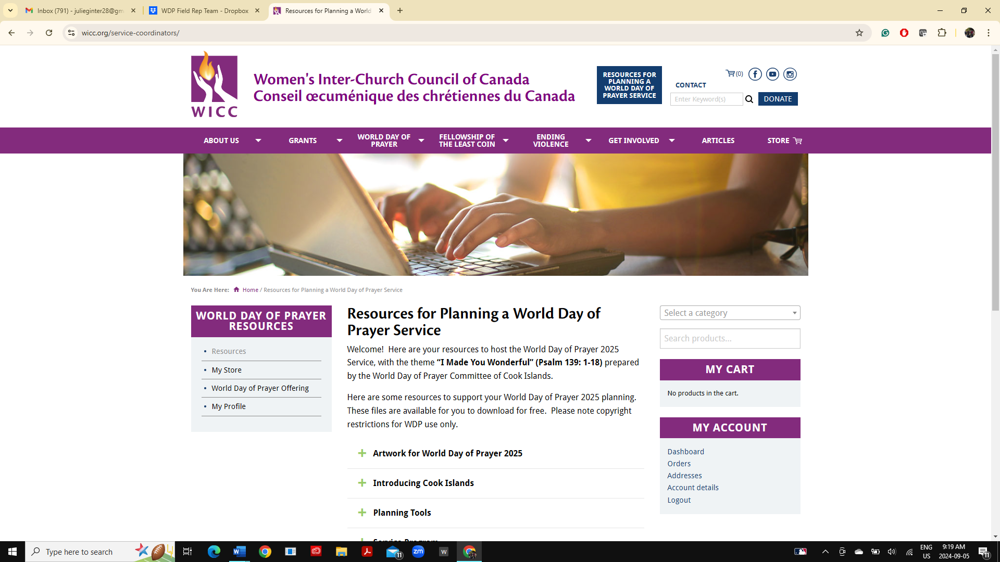 Inbox (791) - julieginter28@gm
WDP Field Rep Team - Dropbox
Resources for Planning a World
wicc.org/service-coordinators/
WICC
Women's Inter-Church Council of Canada
Conseil œcuménique des chrétiennes du Canada
RESOURCES FOR
PLANNING A
WORLD DAY OF
PRAYER SERVICE
(0)
CONTACT
Enter Keyword(s)
DONATE
ABOUT US
GRANTS
WORLD DAY OF
PRAYER
FELLOWSHIP OF
THE LEAST COIN
ENDING
VIOLENCE
GET INVOLVED
ARTICLES
STORE
You Are Here: Home / Resources for Planning a World Day of Prayer Service
WORLD DAY OF PRAYER
RESOURCES
• Resources
• My Store
• World Day of Prayer Offering
• My Profile
Resources for Planning a World Day of
Prayer Service
Welcome!  Here are your resources to host the World Day of Prayer 2025
Service, with the theme “I Made You Wonderful” (Psalm 139: 1-18) prepared
by the World Day of Prayer Committee of Cook Islands.
Here are some resources to support your World Day of Prayer 2025 planning.
These files are available for you to download for free.  Please note copyright
restrictions for WDP use only.
Artwork for World Day of Prayer 2025
Introducing Cook Islands
Planning Tools
Service Program
Select a category
Search products…
MY CART
No products in the cart.
MY ACCOUNT
Dashboard
Orders
Addresses
Account details
Logout
Type here to search
11
zm
W
ENG
US
9:19 AM
2024-09-05
11